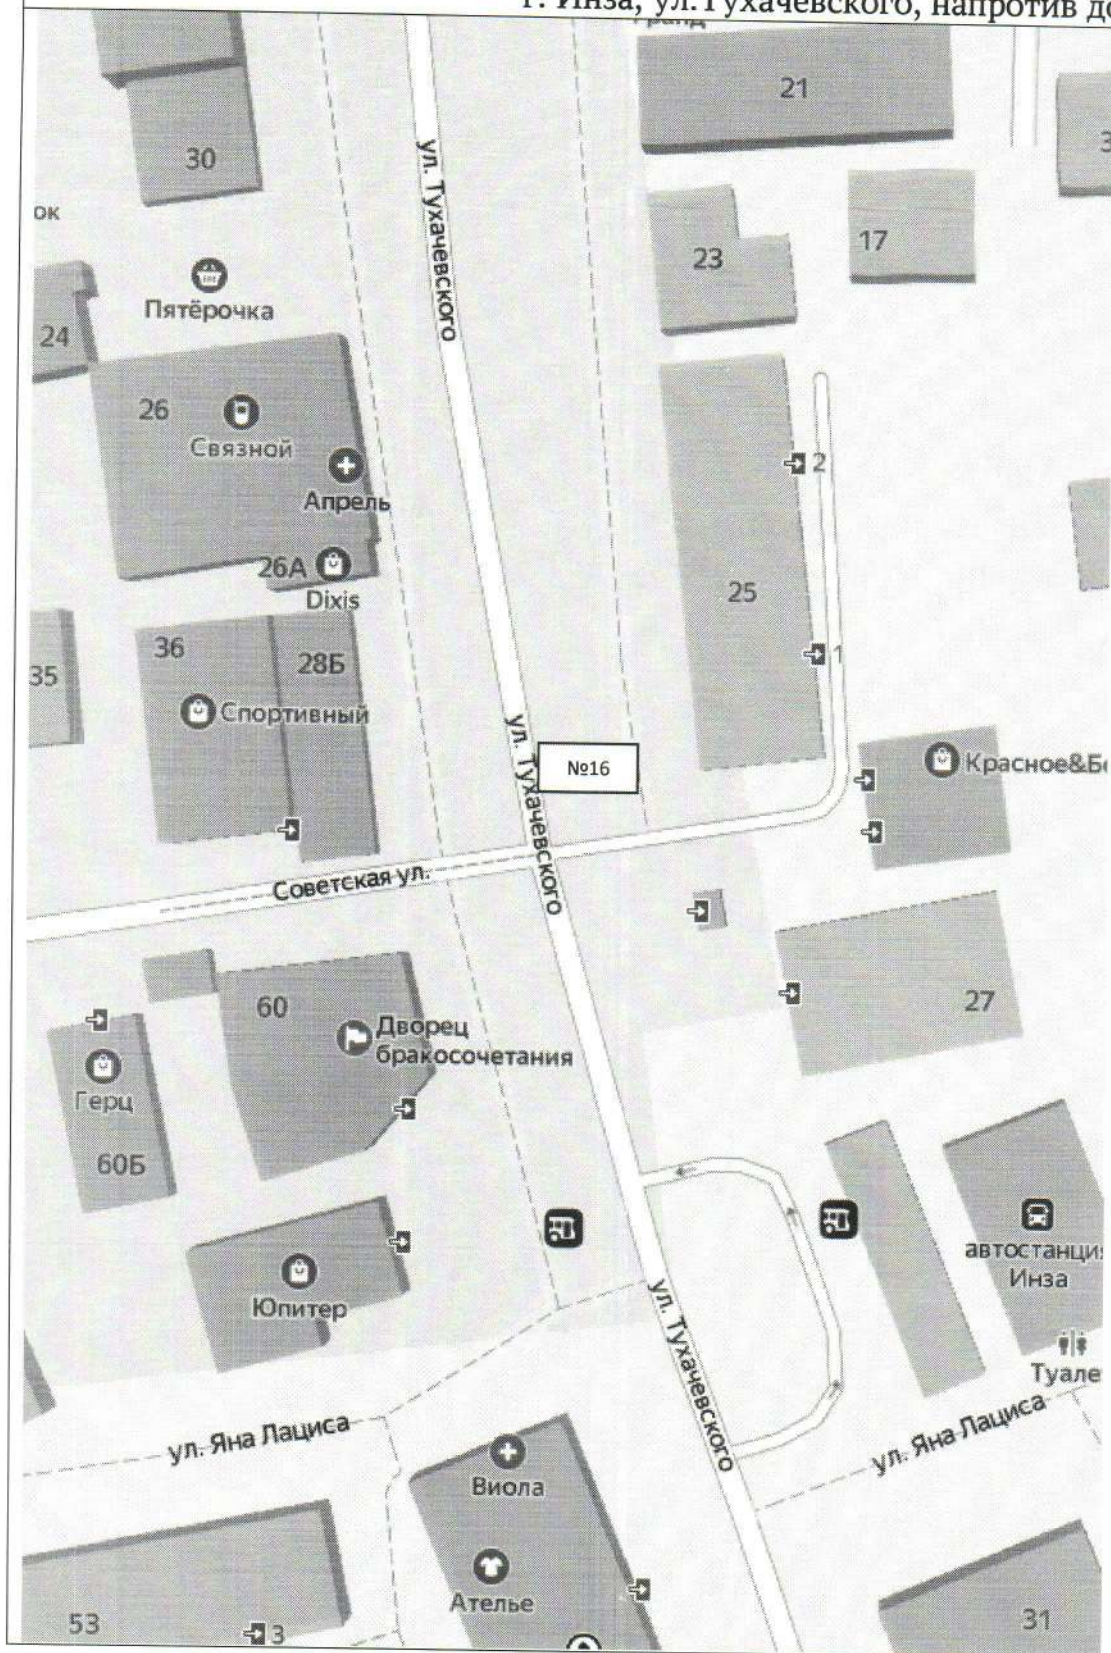 г. Инза, ул. Тухачевского, напротив
21
30
ул. Тухачевского
ок
23
17
Пятёрочка
24
26
Связной
2
Апрель
26А
Dixis
25
36
28Б
35
1
Спортивный
ул. Тухачевского
№16
Красное&Б
Советская ул.
60
27
Дворец
бракосочетания
Герц
60Б
автостанция
Инза
Юпитер
ул. Тухачевского
Туале
ул. Яна Лациса
ул. Яна Лациса
Виола
Ателье
53
3
31